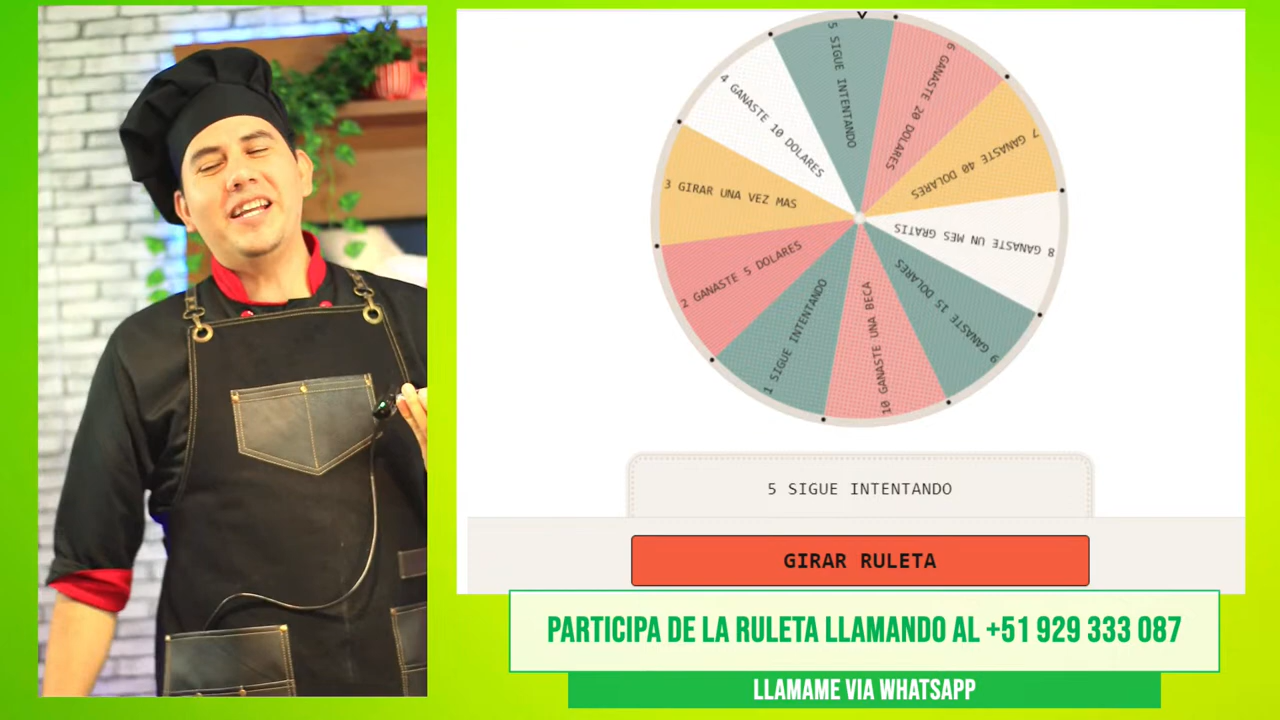 5 SIGUE INTENTANDO
6 GANASTE 20 DOLARES
7 GANASTE 40 DOLARES
8 GANASTE UN MES GRATIS
9 GANASTE 15 DOLARES
10 GANASTE UNA BECA
1 SIGUE INTENTANDO
2 GANASTE 5 DOLARES
3 GIRAR UNA VEZ MAS
4 GANASTE 10 DOLARES
5 SIGUE INTENTANDO
GIRAR RULETA
PARTICIPA DE LA RULETA LLAMANDO AL +51 929 333 087
LLAMAME VIA WHATSAPP